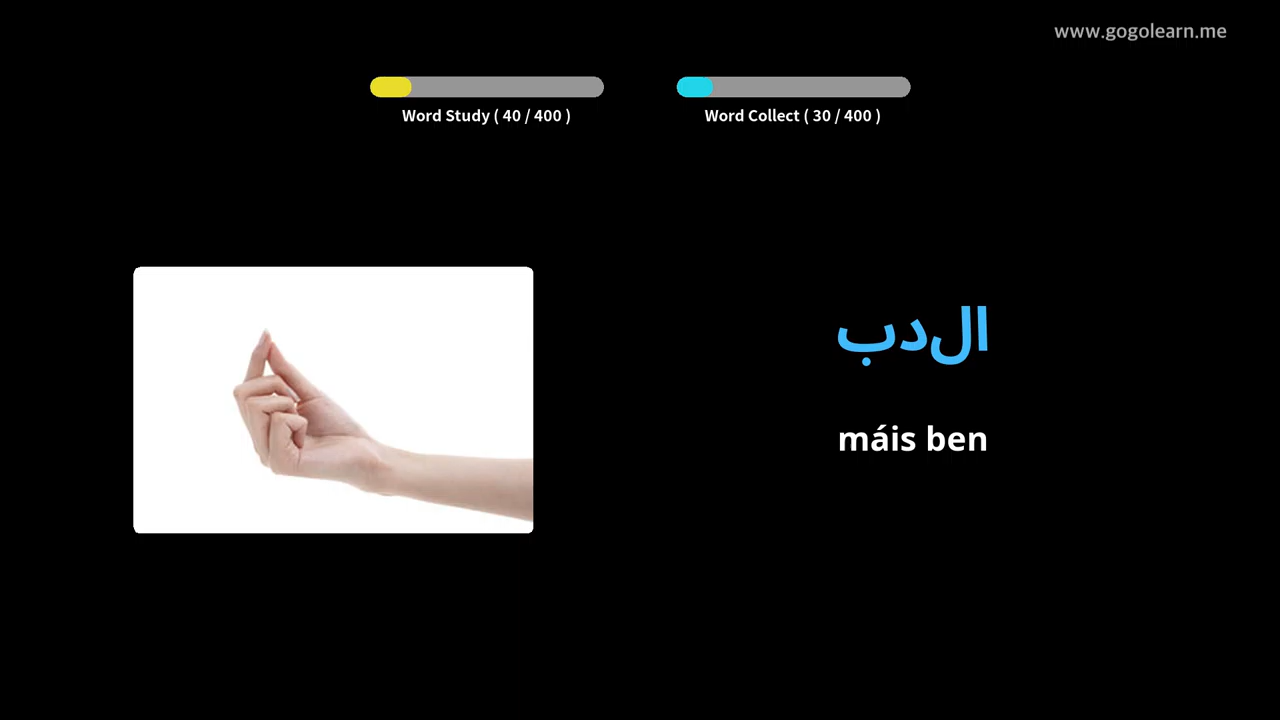 www.gogolearn.me
Word Study ( 40 / 400 )
Word Collect ( 30 / 400 )
الدب
máis ben